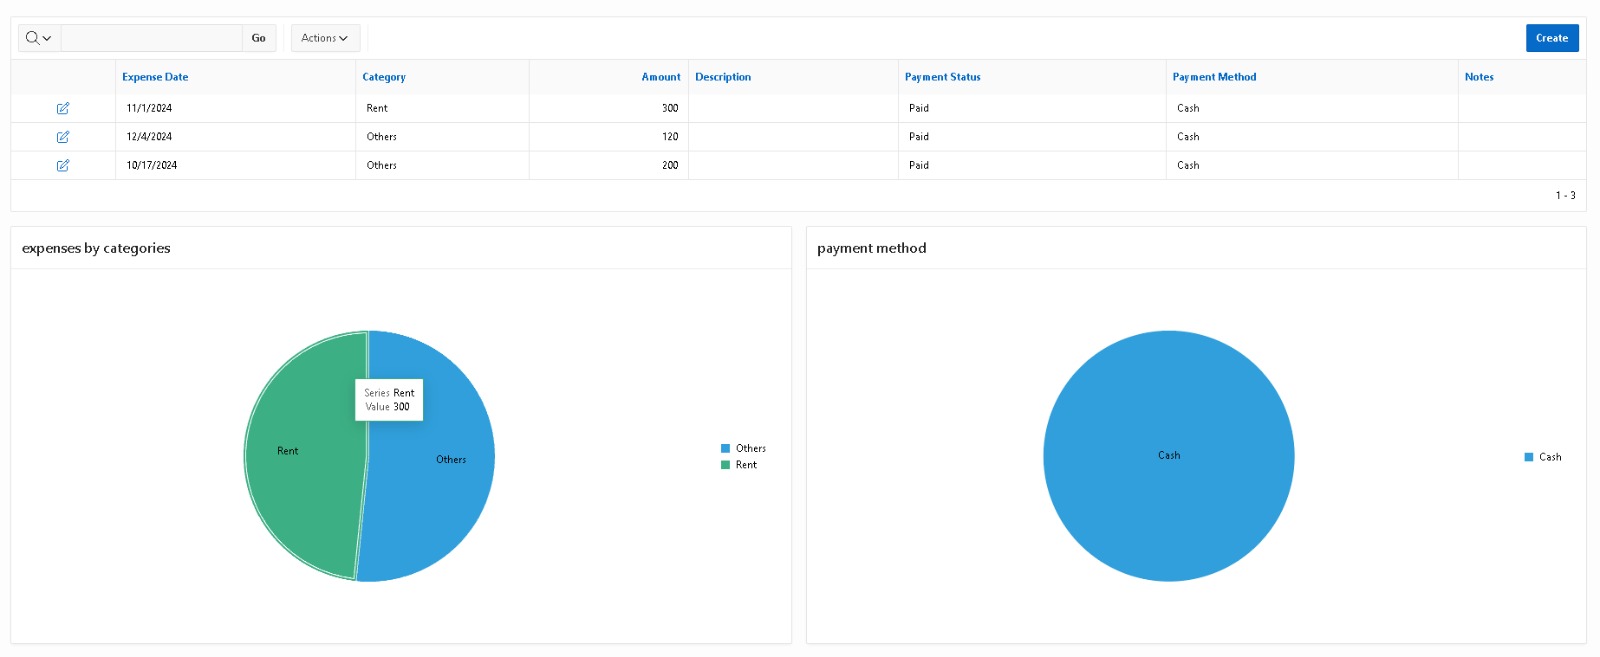 Go Actions Create
Expense Date Category Amount Description Payment Status Payment Method Notes
11/1/2024 Rent 300 Paid Cash
12/4/2024 Others 120 Paid Cash
10/17/2024 Others 200 Paid Cash
1 - 3
expenses by categories
Series Rent
Value 300
Rent
Others
Others
Rent
payment method
Cash
Cash